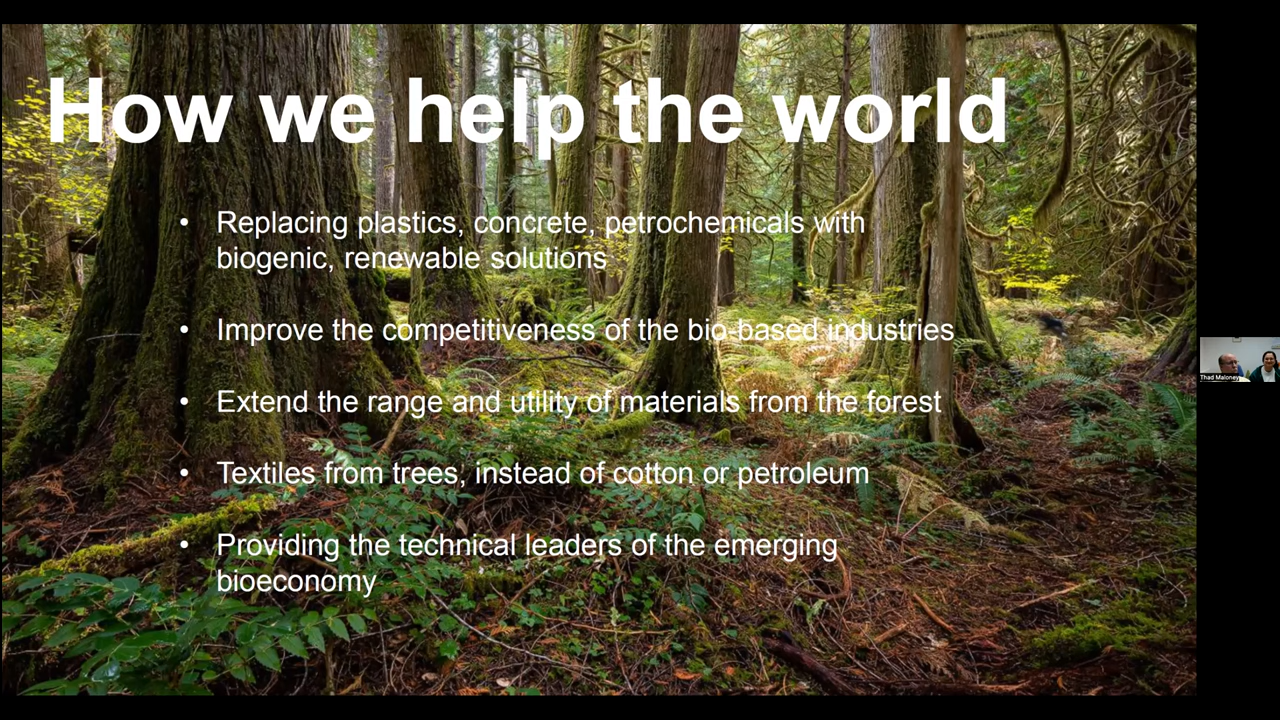 How we help the world
• Replacing plastics, concrete, petrochemicals with
biogenic, renewable solutions
• Improve the competitiveness of the bio-based industries
• Extend the range and utility of materials from the forest
• Textiles from trees, instead of cotton or petroleum
• Providing the technical leaders of the emerging
bioeconomy
Thad Maloney